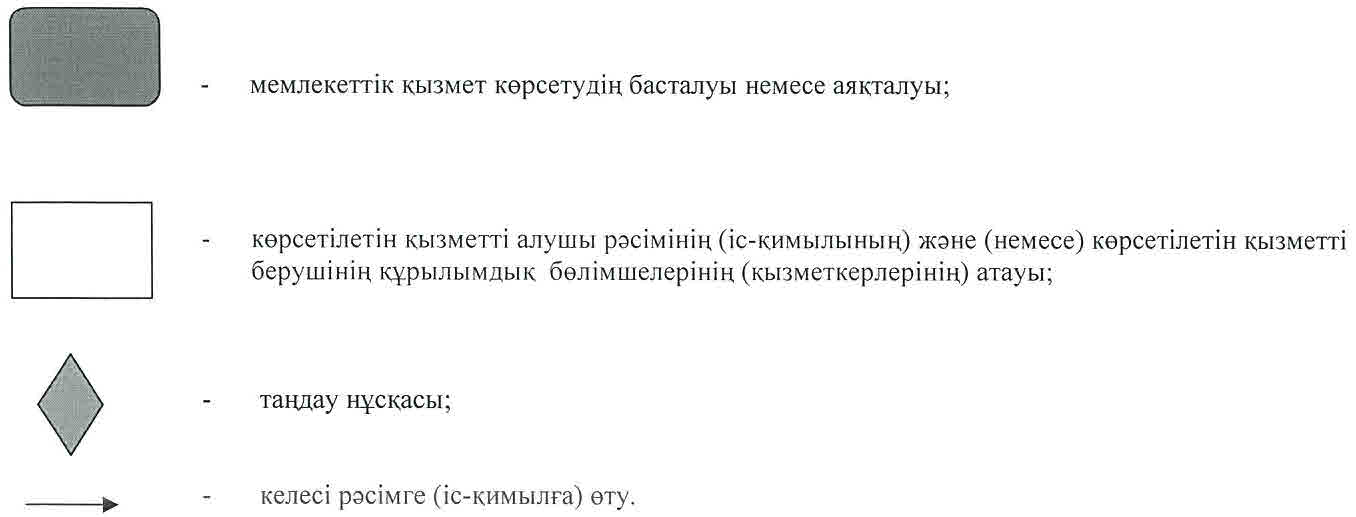 - мемлекеттік қызмет көрсетудің басталуы немесе аяқталуы;
- көрсетілетін қызметті алушы рәсімінің (іс-қимылының) және (немесе) көрсетілетін қызметті
берушінің құрылымдық бөлімшелерінің (қызметкерлерінің) атауы;
- таңдау нұсқасы;
- келесі рәсімге (іс-қимылға) өту.